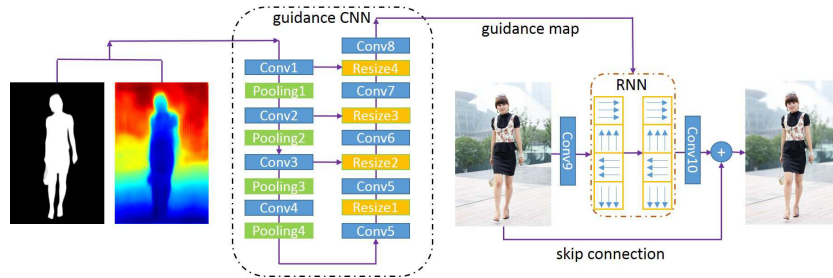 guidance CNN
Conv1
Pooling1
Conv2
Pooling2
Conv3
Pooling3
Conv4
Pooling4
Conv8
Resize4
Conv7
Resize3
Conv6
Resize2
Conv5
Resize1
Conv5
guidance map
RNN
Conv9
Conv10
+
skip connection